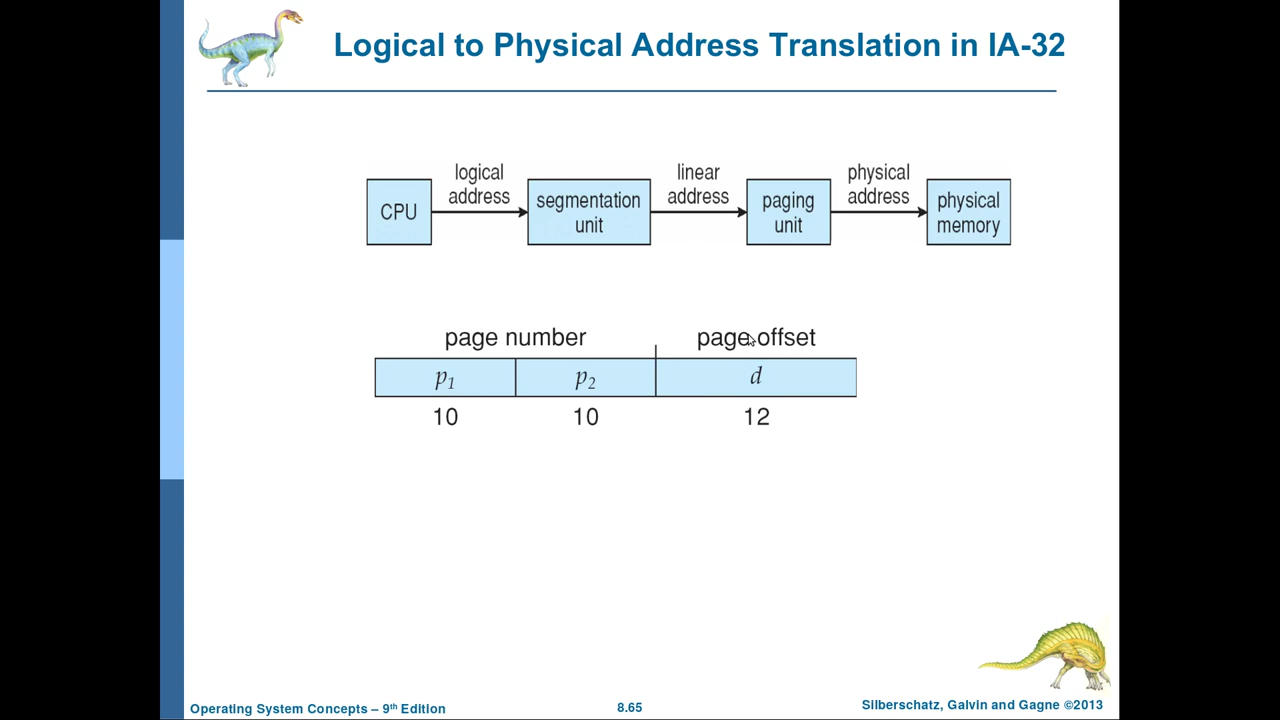 Logical to Physical Address Translation in IA-32
logical
address
linear
address
physical
address
CPU
segmentation
unit
paging
unit
physical
memory
page number
page offset
p1
p2
d
10
10
12
Operating System Concepts – 9th Edition
8.65
Silberschatz, Galvin and Gagne ©2013